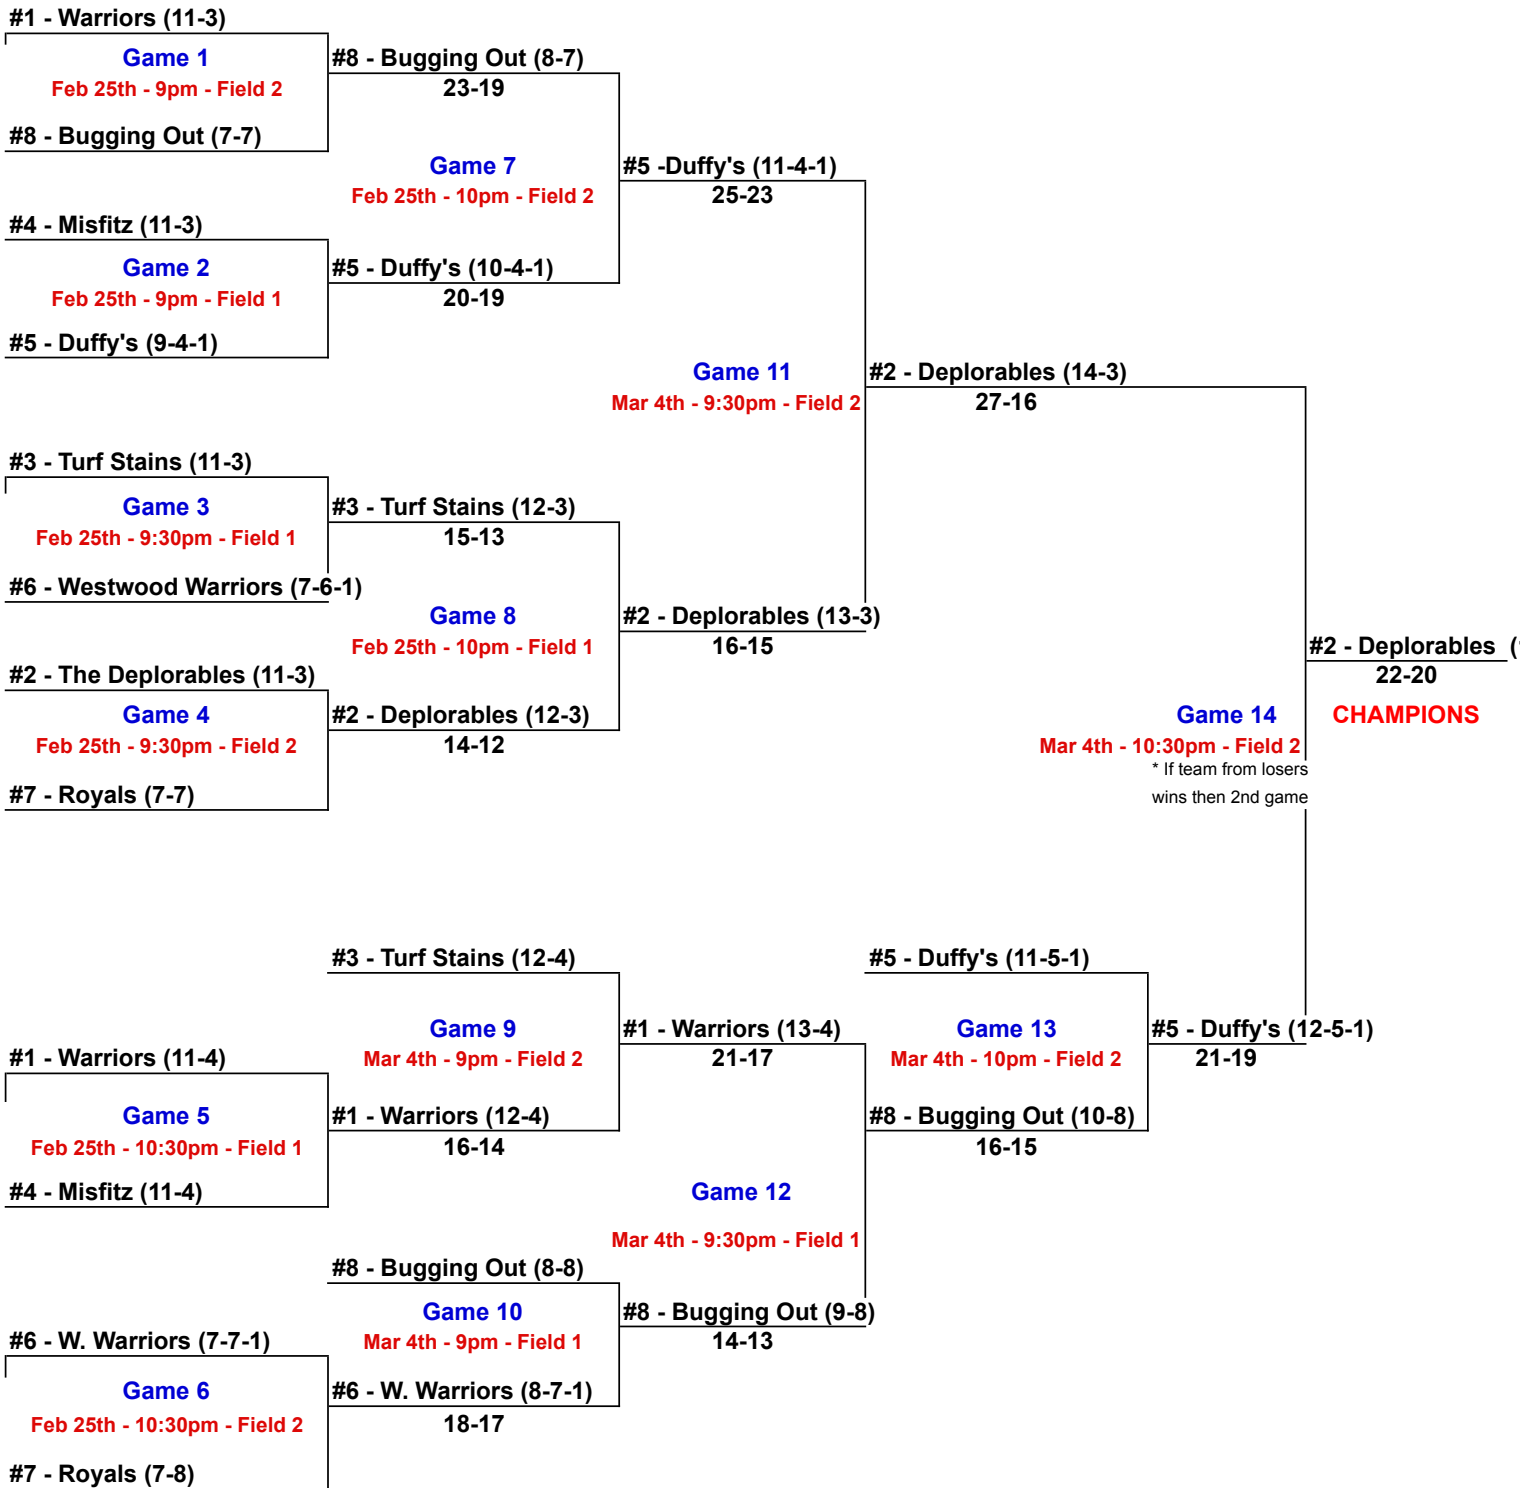 #1 - Warriors (11-3)
Game 1
Feb 25th - 9pm - Field 2
#8 - Bugging Out (7-7)
#8 - Bugging Out (8-7)
23-19
#4 - Misfitz (11-3)
Game 2
Feb 25th - 9pm - Field 1
#5 - Duffy's (9-4-1)
#5 - Duffy's (10-4-1)
20-19
Game 7
Feb 25th - 10pm - Field 2
#5 -Duffy's (11-4-1)
25-23
#3 - Turf Stains (11-3)
Game 3
Feb 25th - 9:30pm - Field 1
#6 - Westwood Warriors (7-6-1)
#3 - Turf Stains (12-3)
15-13
#2 - The Deplorables (11-3)
Game 4
Feb 25th - 9:30pm - Field 2
#7 - Royals (7-7)
#2 - Deplorables (12-3)
14-12
Game 8
Feb 25th - 10pm - Field 1
#2 - Deplorables (13-3)
16-15
Game 11
Mar 4th - 9:30pm - Field 2
#2 - Deplorables (14-3)
27-16
Game 14
Mar 4th - 10:30pm - Field 2
* If team from losers
wins then 2nd game
#2 - Deplorables (
22-20
CHAMPIONS
#1 - Warriors (11-4)
Game 5
Feb 25th - 10:30pm - Field 1
#4 - Misfitz (11-4)
#3 - Turf Stains (12-4)
Game 9
Mar 4th - 9pm - Field 2
#1 - Warriors (12-4)
16-14
#1 - Warriors (13-4)
21-17
#6 - W. Warriors (7-7-1)
Game 6
Feb 25th - 10:30pm - Field 2
#7 - Royals (7-8)
#8 - Bugging Out (8-8)
Game 10
Mar 4th - 9pm - Field 1
#6 - W. Warriors (8-7-1)
18-17
#8 - Bugging Out (9-8)
14-13
Game 12
Mar 4th - 9:30pm - Field 1
#5 - Duffy's (11-5-1)
Game 13
Mar 4th - 10pm - Field 2
#8 - Bugging Out (10-8)
16-15
#5 - Duffy's (12-5-1)
21-19